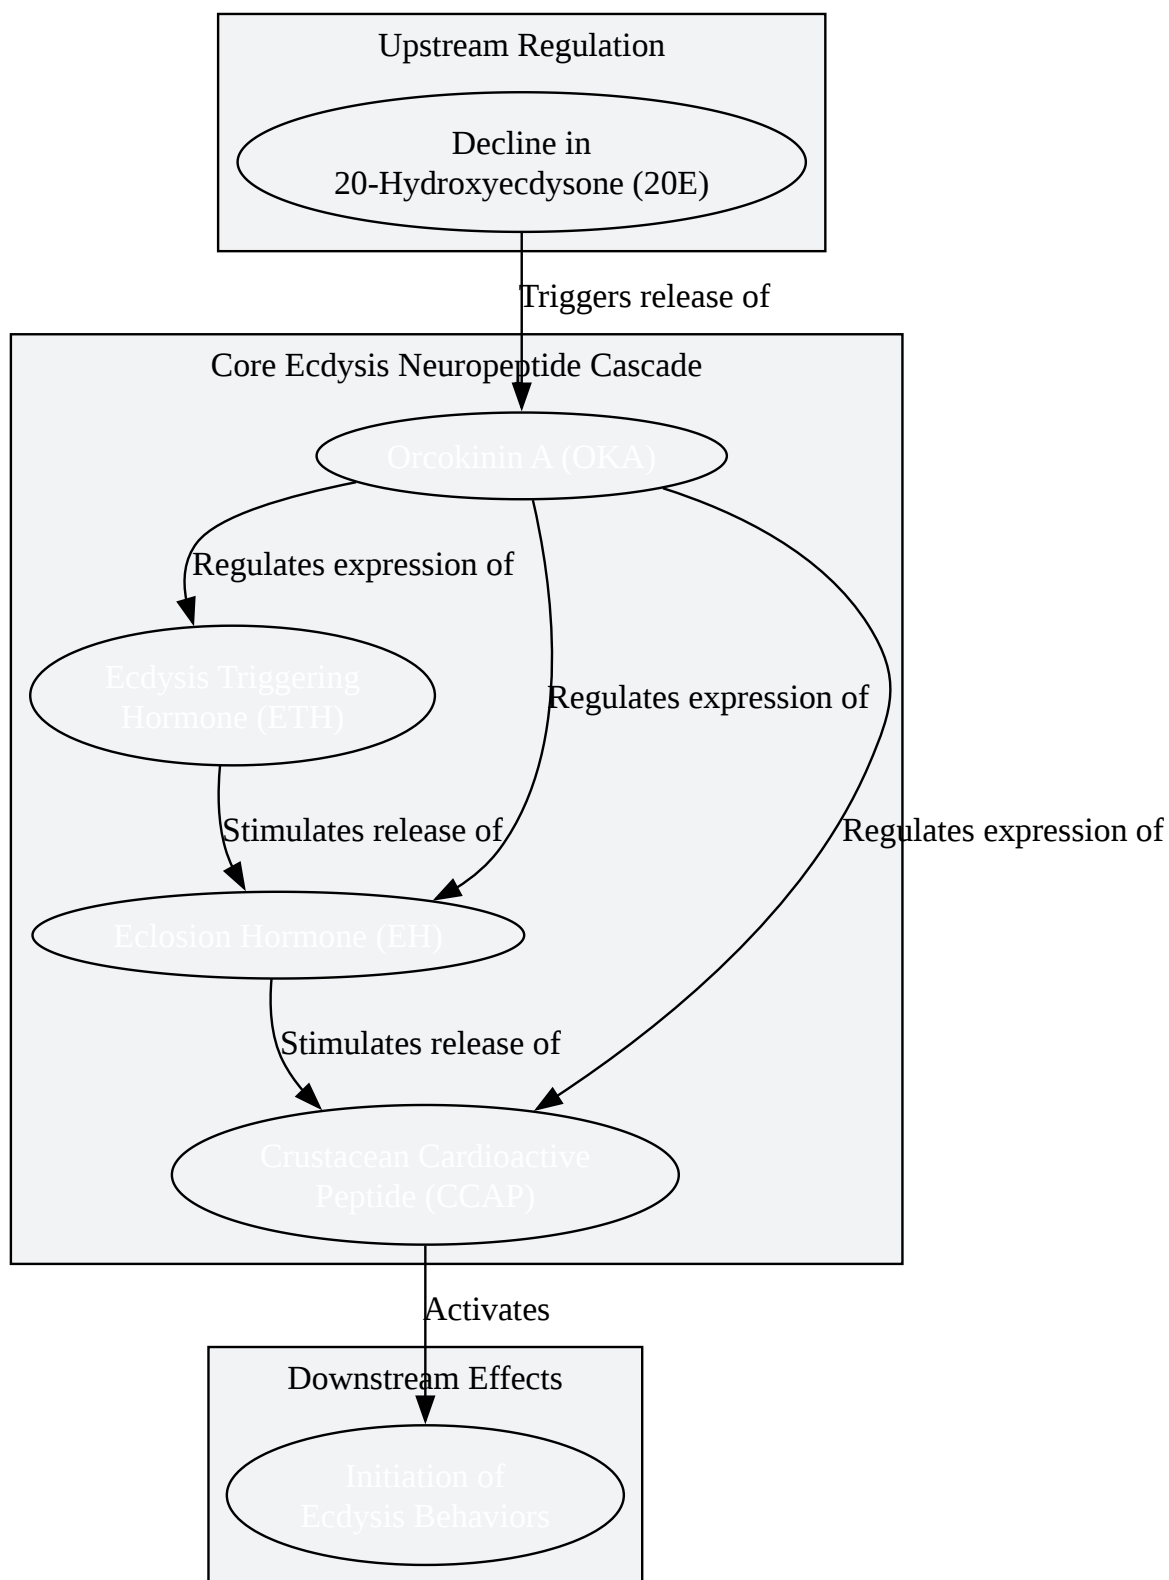 Upstream Regulation
Decline in
20-Hydroxyecdysone (20E)
Triggers release of
Core Ecdysis Neuropeptide Cascade
Orcokinin A (OKA)
Regulates expression of
Ecdysis Triggering
Hormone (ETH)
Regulates expression of
Stimulates release of
Regulates expression of
Eclosion Hormone (EH)
Stimulates release of
Crustacean Cardioactive
Peptide (CCAP)
Activates
Downstream Effects
Initiation of
Ecdysis Behaviors